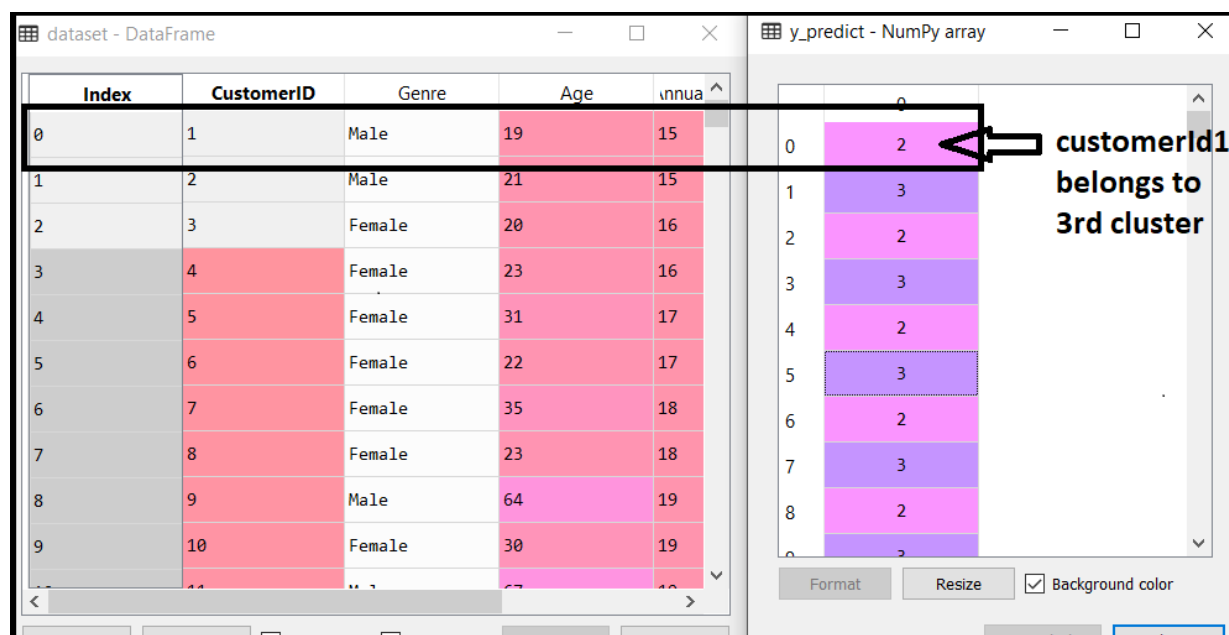 dataset - DataFrame
Index CustomerID Genre Age Annua
0 1 Male 19 15
1 2 Male 21 15
2 3 Female 20 16
3 4 Female 23 16
4 5 Female 31 17
5 6 Female 22 17
6 7 Female 35 18
7 8 Female 23 18
8 9 Male 64 19
9 10 Female 30 19
y_predict - NumPy array
0
0 2
1 3
2 2
3 3
4 2
5 3
6 2
7 3
8 2
9 3
customerId1
belongs to
3rd cluster
Format Resize Background color